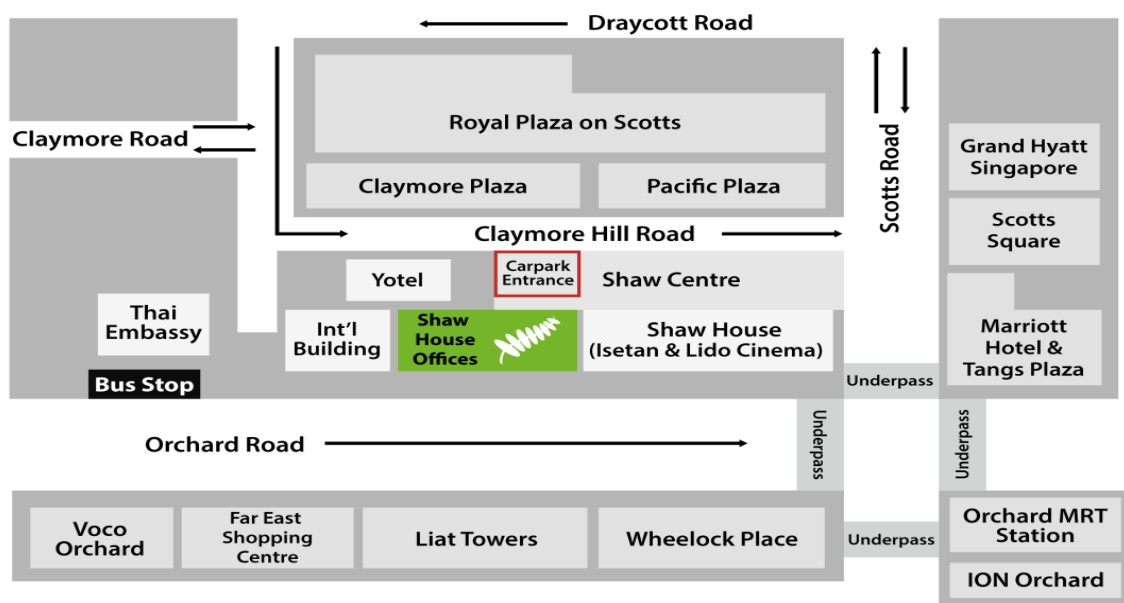 Draycott Road
Claymore Road
Royal Plaza on Scotts
Scotts Road
Grand Hyatt
Singapore
Claymore Plaza
Pacific Plaza
Scotts
Square
Claymore Hill Road
Yotel
Carpark
Entrance
Shaw Centre
Thai
Embassy
Int'l
Building
Shaw
House
Offices
Shaw House
(Isetan & Lido Cinema)
Marriott
Hotel &
Tangs Plaza
Bus Stop
Underpass
Orchard Road
Underpass
Underpass
Voco
Orchard
Far East
Shopping
Centre
Liat Towers
Wheelock Place
Underpass
Orchard MRT
Station
ION Orchard